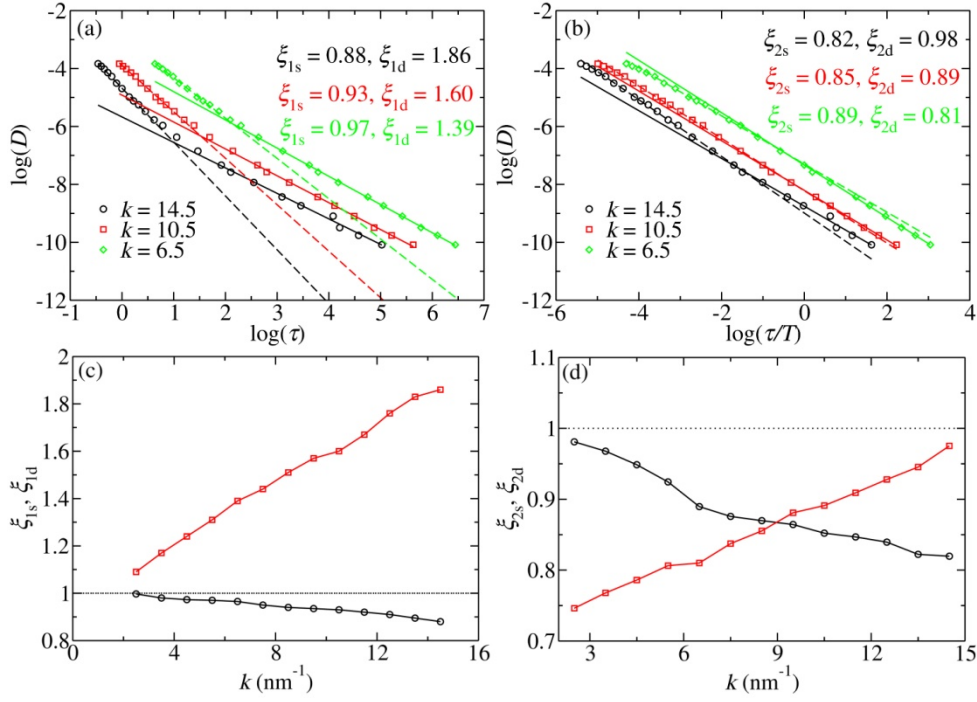 (a)
ξ1s = 0.88, ξ1d = 1.86
ξ1s = 0.93, ξ1d = 1.60
ξ1s = 0.97, ξ1d = 1.39
k = 14.5
k = 10.5
k = 6.5
log(D)
-2
-4
-6
-8
-10
-12
-1 0 1 2 3 4 5 6 7
log(τ)
(b)
ξ2s = 0.82, ξ2d = 0.98
ξ2s = 0.85, ξ2d = 0.89
ξ2s = 0.89, ξ2d = 0.81
k = 14.5
k = 10.5
k = 6.5
log(D)
-2
-4
-6
-8
-10
-12
-6 -4 -2 0 2 4
log(τ/T)
(c)
ξ1s, ξ1d
2
1.8
1.6
1.4
1.2
1
0.8
0 4 8 12 16
k (nm-1)
(d)
ξ2s, ξ2d
1.1
1
0.9
0.8
0.7
3 6 9 12 15
k (nm-1)